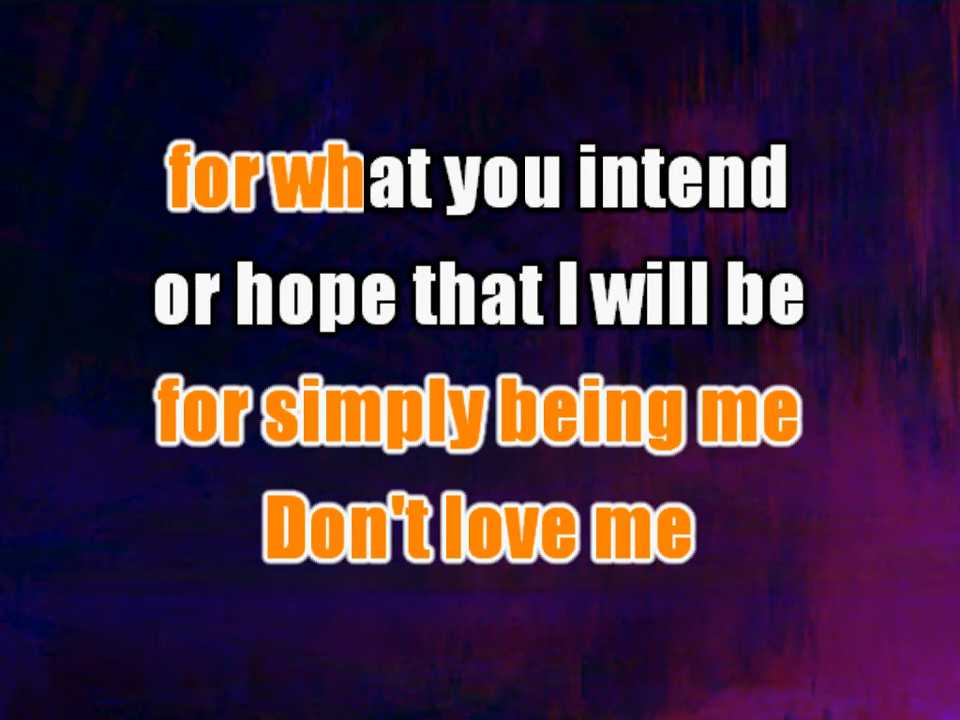 for what you intend
or hope that I will be
for simply being me
Don't love me